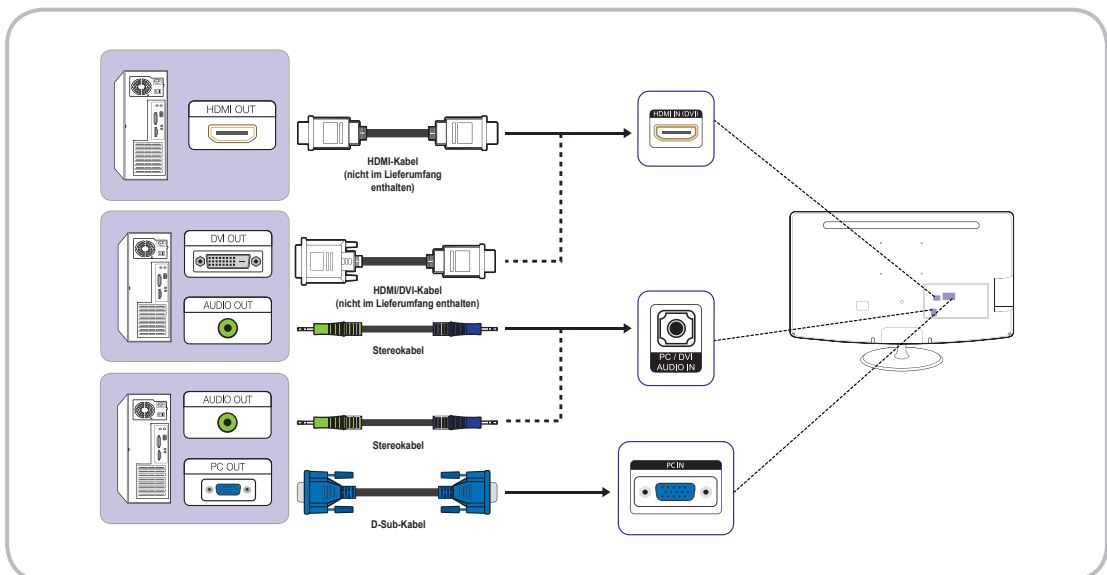 HDMI OUT
HDMI-Kabel
(nicht im Lieferumfang
enthalten)
HDMI IN (DVI)
DVI OUT
AUDIO OUT
HDMI/DVI-Kabel
(nicht im Lieferumfang enthalten)
Stereokabel
PC / DVI
AUDIO IN
AUDIO OUT
PC OUT
Stereokabel
D-Sub-Kabel
PC IN